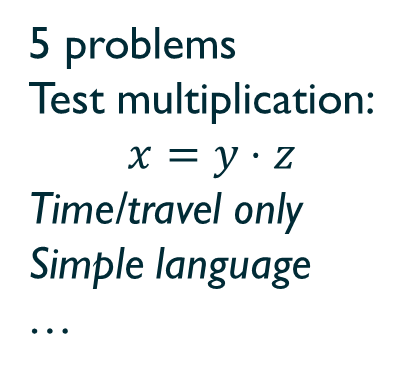 5 problems
Test multiplication:
x = y · z
Time/travel only
Simple language
…